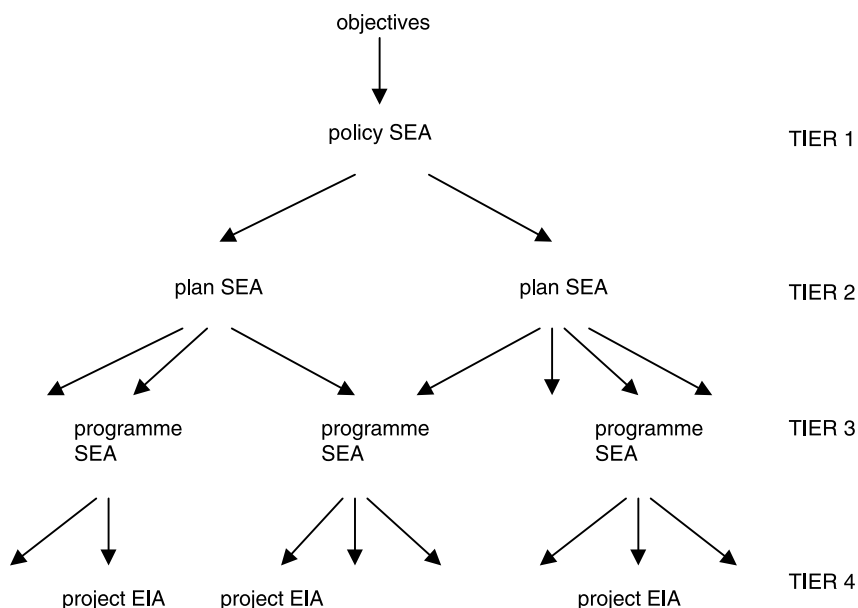 objectives
policy SEA
TIER 1
plan SEA
plan SEA
TIER 2
programme
SEA
programme
SEA
programme
SEA
TIER 3
project EIA
project EIA
project EIA
TIER 4